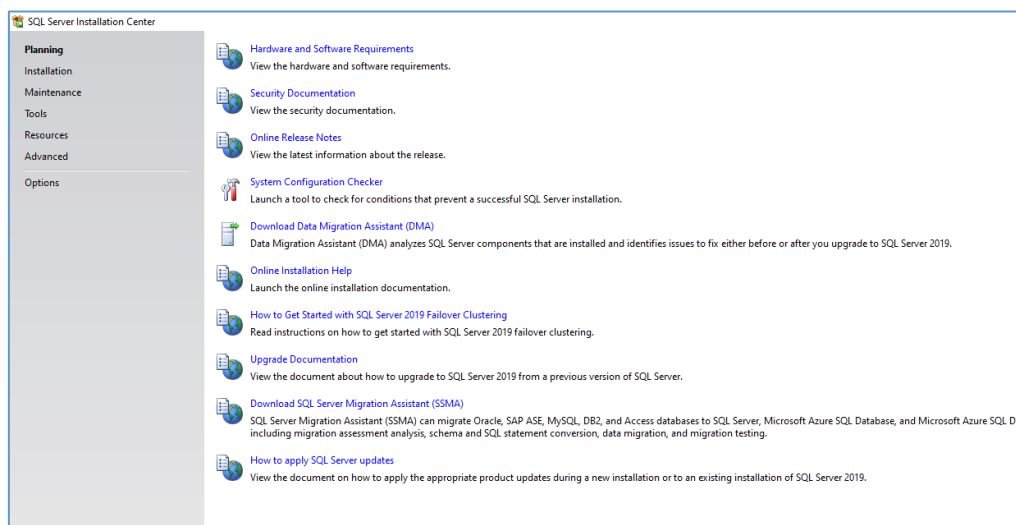 SQL Server Installation Center
Planning
Installation
Maintenance
Tools
Resources
Advanced
Options
Hardware and Software Requirements
View the hardware and software requirements.
Security Documentation
View the security documentation.
Online Release Notes
View the latest information about the release.
System Configuration Checker
Launch a tool to check for conditions that prevent a successful SQL Server installation.
Download Data Migration Assistant (DMA)
Data Migration Assistant (DMA) analyzes SQL Server components that are installed and identifies issues to fix either before or after you upgrade to SQL Server 2019.
Online Installation Help
Launch the online installation documentation.
How to Get Started with SQL Server 2019 Failover Clustering
Read instructions on how to get started with SQL Server 2019 failover clustering.
Upgrade Documentation
View the document about how to upgrade to SQL Server 2019 from a previous version of SQL Server.
Download SQL Server Migration Assistant (SSMA)
SQL Server Migration Assistant (SSMA) can migrate Oracle, SAP ASE, MySQL, DB2, and Access databases to SQL Server, Microsoft Azure SQL Database, and Microsoft Azure SQL D
including migration assessment analysis, schema and SQL statement conversion, data migration, and migration testing.
How to apply SQL Server updates
View the document on how to apply the appropriate product updates during a new installation or to an existing installation of SQL Server 2019.